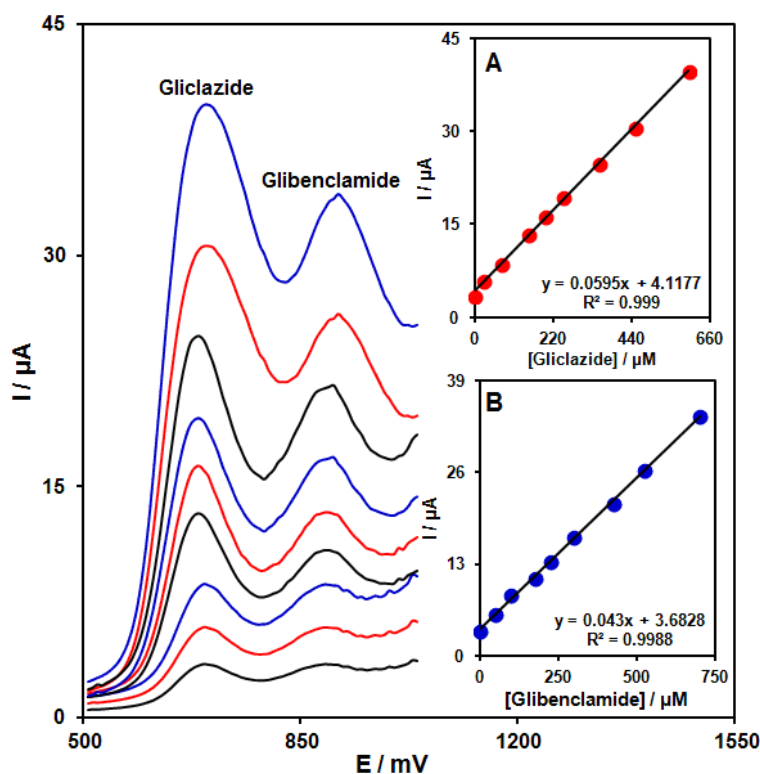 45
30
15
0
I / µA
500
850
1200
1550
E / mV
Gliclazide
Glibenclamide
A
45
30
15
0
I / µA
y = 0.0595x + 4.1177
R² = 0.999
0
220
440
660
[Gliclazide] / µM
B
39
26
13
0
I / µA
y = 0.043x + 3.6828
R² = 0.9988
0
250
500
750
[Glibenclamide] / µM